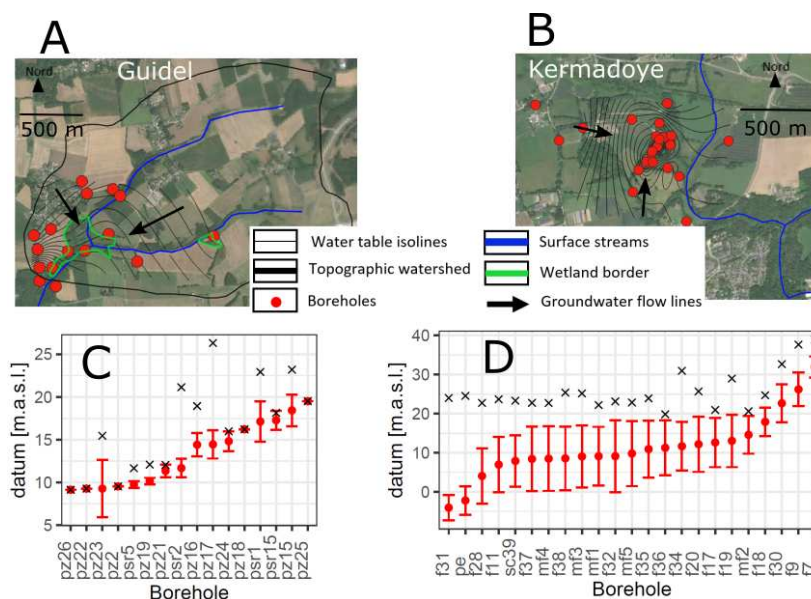 A
Guidel
Nord
500 m
B
Kermadoye
Nord
500 m
Water table isolines
Topographic watershed
Boreholes
Surface streams
Wetland border
Groundwater flow lines
C
datum [m.a.s.l.]
25
20
15
10
5
pz26
pz22
pz23
pz2
psr5
pz19
pz21
psr2
pz16
pz17
pz24
pz18
psr1
psr15
pz15
pz25
Borehole
D
datum [m.a.s.l.]
40
30
20
10
0
f31
pe
f28
f11
sc39
f37
mf4
f38
mf3
mf1
f32
mf5
f35
f36
f34
f20
f17
f19
mf2
f18
f30
f9
f7
Borehole